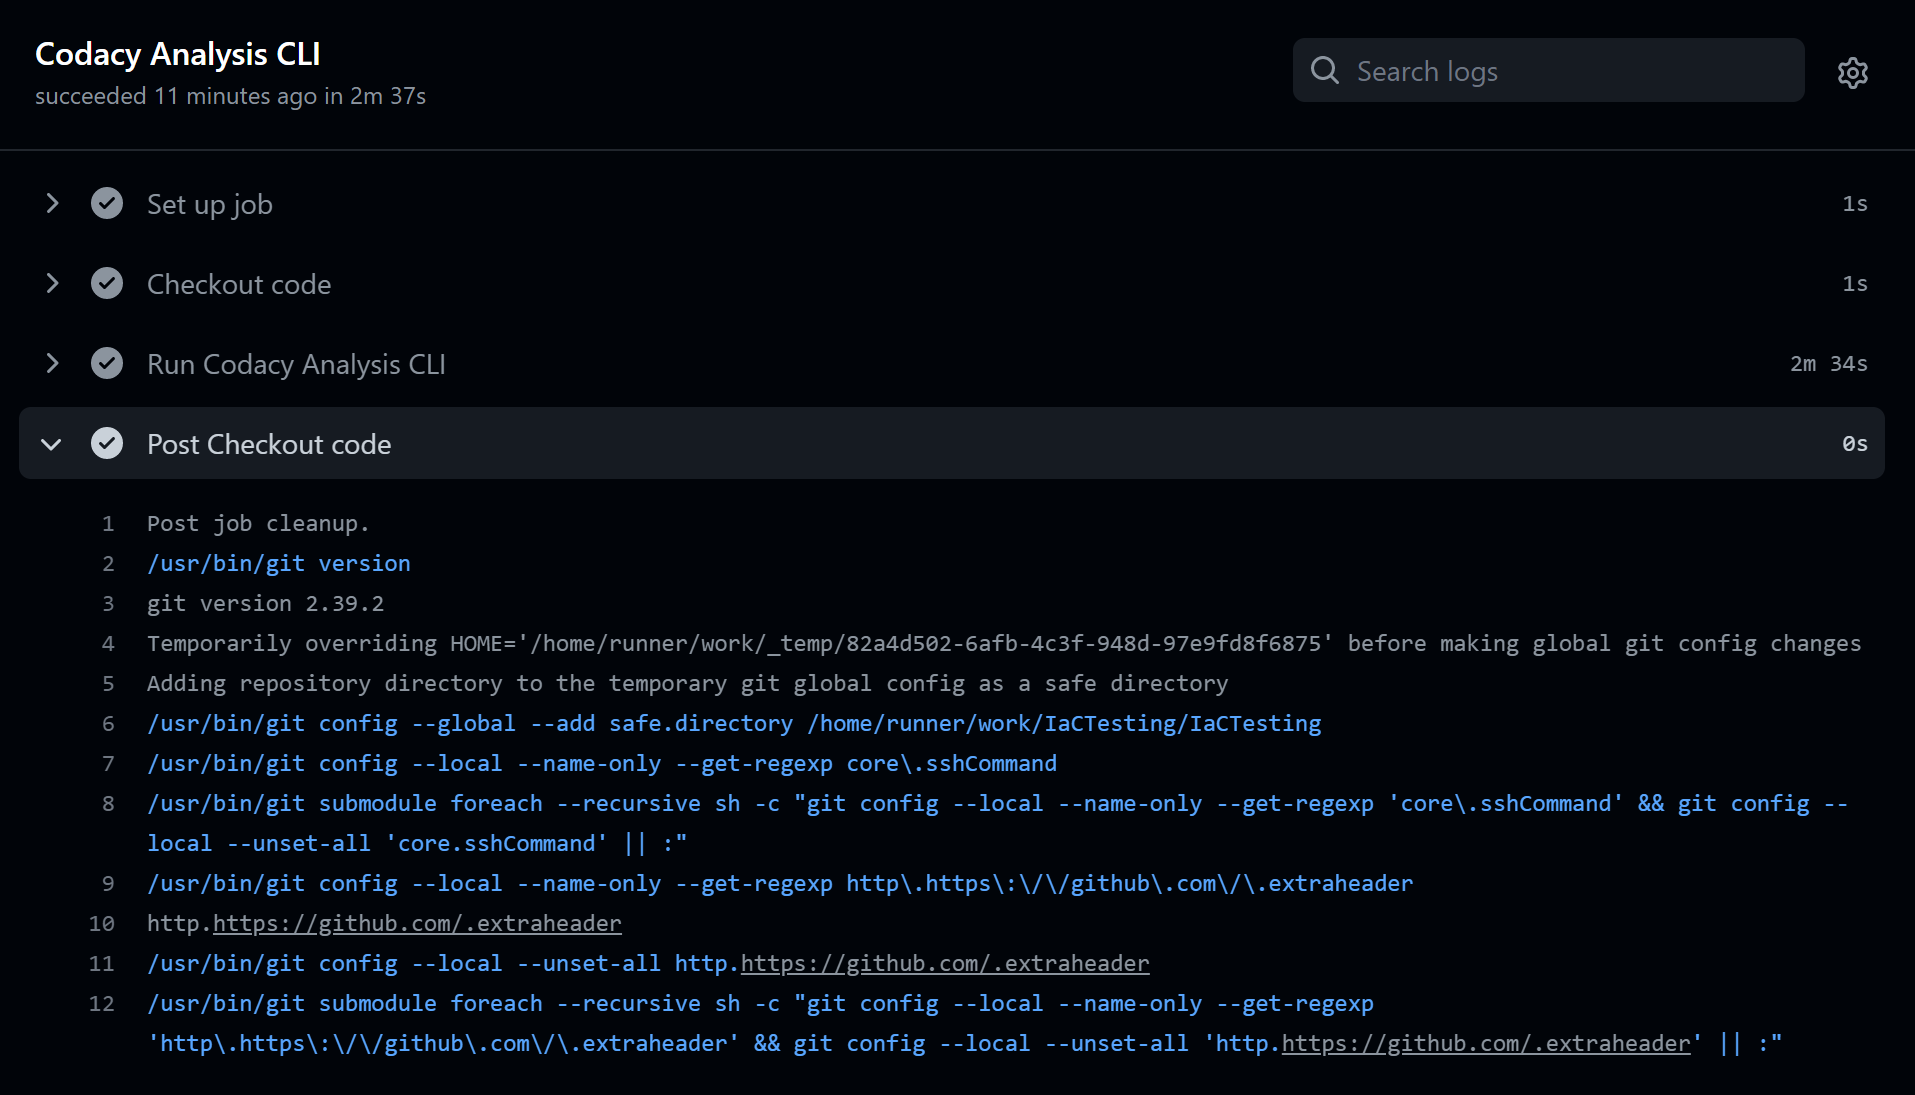 Codacy Analysis CLI
succeeded 11 minutes ago in 2m 37s
Search logs
Set up job 1s
Checkout code 1s
Run Codacy Analysis CLI 2m 34s
Post Checkout code 0s
1 Post job cleanup.
2 /usr/bin/git version
3 git version 2.39.2
4 Temporarily overriding HOME='/home/runner/work/_temp/82a4d502-6afb-4c3f-948d-97e9fd8f6875' before making global git config changes
5 Adding repository directory to the temporary git global config as a safe directory
6 /usr/bin/git config --global --add safe.directory /home/runner/work/IaCTesting/IaCTesting
7 /usr/bin/git config --local --name-only --get-regexp core\.sshCommand
8 /usr/bin/git submodule foreach --recursive sh -c "git config --local --name-only --get-regexp 'core\.sshCommand' && git config --
local --unset-all 'core.sshCommand' || :"
9 /usr/bin/git config --local --name-only --get-regexp http\.https\:\/\/github\.com\/\.extraheader
10 http.https://github.com/.extraheader
11 /usr/bin/git config --local --unset-all http.https://github.com/.extraheader
12 /usr/bin/git submodule foreach --recursive sh -c "git config --local --name-only --get-regexp
'http\.https\:\/\/github\.com\/\.extraheader' && git config --local --unset-all 'http.https://github.com/.extraheader' || :"